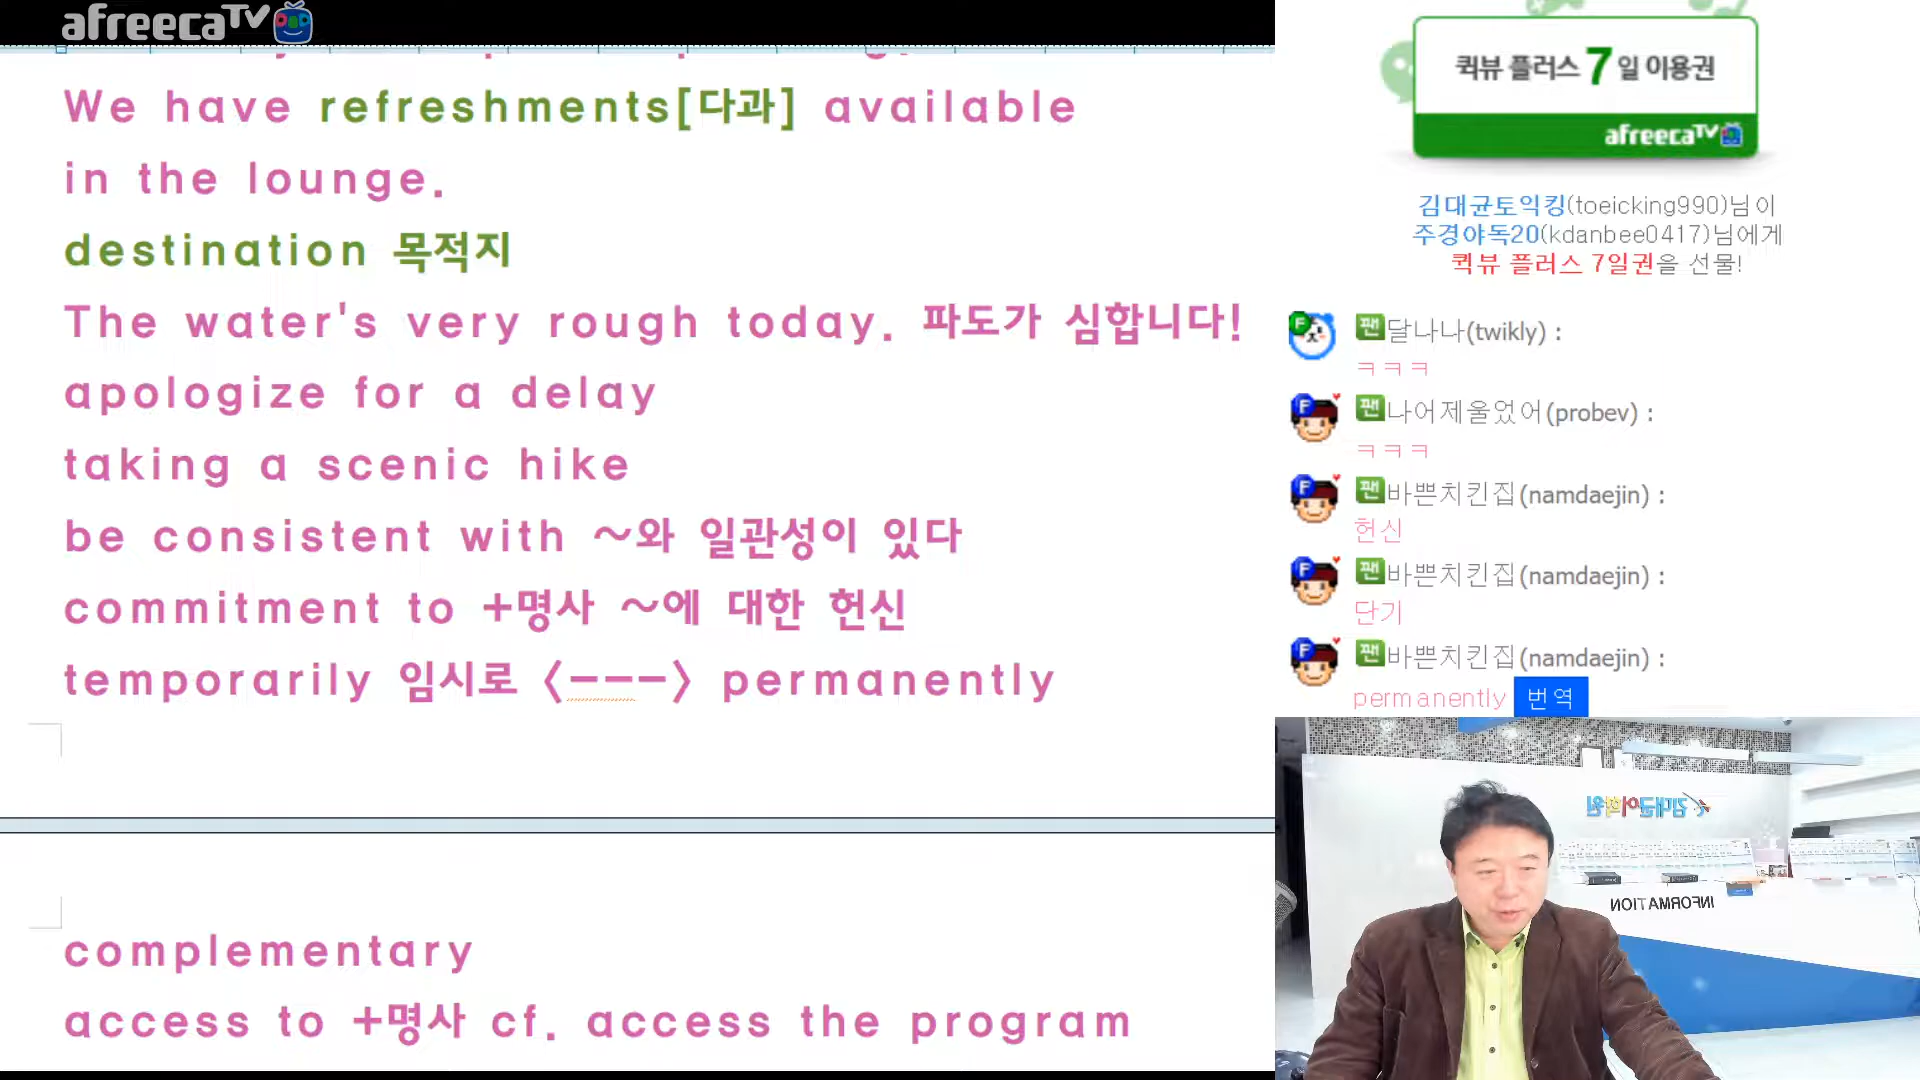 afreecaTV
We have refreshments[다과] available
in the lounge.
destination 목적지
The water's very rough today. 파도가 심합니다!
apologize for a delay
taking a scenic hike
be consistent with ~와 일관성이 있다
commitment to +명사 ~에 대한 헌신
temporarily 임시로 <---> permanently
complementary
access to +명사 cf. access the program
퀵뷰 플러스 7일 이용권
afreecaTV
김대균토익킹(toeicking990)님이
주경야독20(kdanbee0417)님에게
퀵뷰 플러스 7일권을 선물!
팬 달나나(twikly) :
ㅋㅋㅋ
팬 나어제울었어(probev) :
ㅋㅋㅋ
팬 바쁜치킨집(namdaejin) :
헌신
팬 바쁜치킨집(namdaejin) :
단기
팬 바쁜치킨집(namdaejin) :
permanently 번역
김대균어학원
INFORMATION